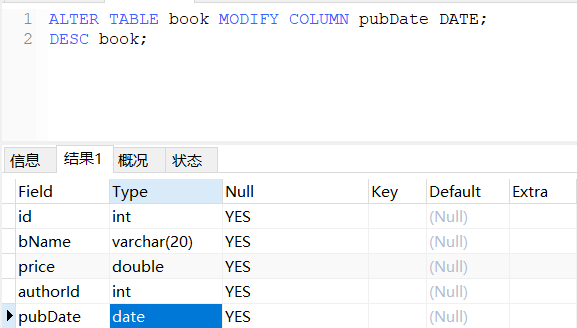 1 ALTER TABLE book MODIFY COLUMN pubDate DATE;
2 DESC book;
信息 结果1 概况 状态
Field Type Null Key Default Extra
id int YES (Null)
bName varchar(20) YES (Null)
price double YES (Null)
authorId int YES (Null)
pubDate date YES (Null)